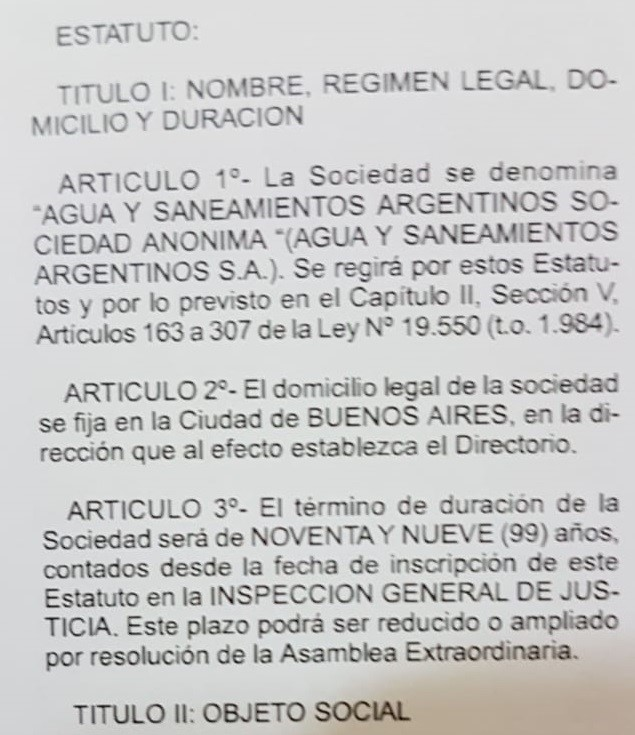 ESTATUTO:
TITULO I: NOMBRE, REGIMEN LEGAL, DO-
MICILIO Y DURACION
ARTICULO 1º- La Sociedad se denomina
“AGUA Y SANEAMIENTOS ARGENTINOS SO-
CIEDAD ANONIMA “(AGUA Y SANEAMIENTOS
ARGENTINOS S.A.). Se regirá por estos Estatu-
tos y por lo previsto en el Capítulo II, Sección V,
Artículos 163 a 307 de la Ley Nº 19.550 (t.o. 1.984).
ARTICULO 2º- El domicilio legal de la sociedad
se fija en la Ciudad de BUENOS AIRES, en la di-
rección que al efecto establezca el Directorio.
ARTICULO 3º- El término de duración de la
Sociedad será de NOVENTA Y NUEVE (99) años,
contados desde la fecha de inscripción de este
Estatuto en la INSPECCION GENERAL DE JUS-
TICIA. Este plazo podrá ser reducido o ampliado
por resolución de la Asamblea Extraordinaria.
TITULO II: OBJETO SOCIAL